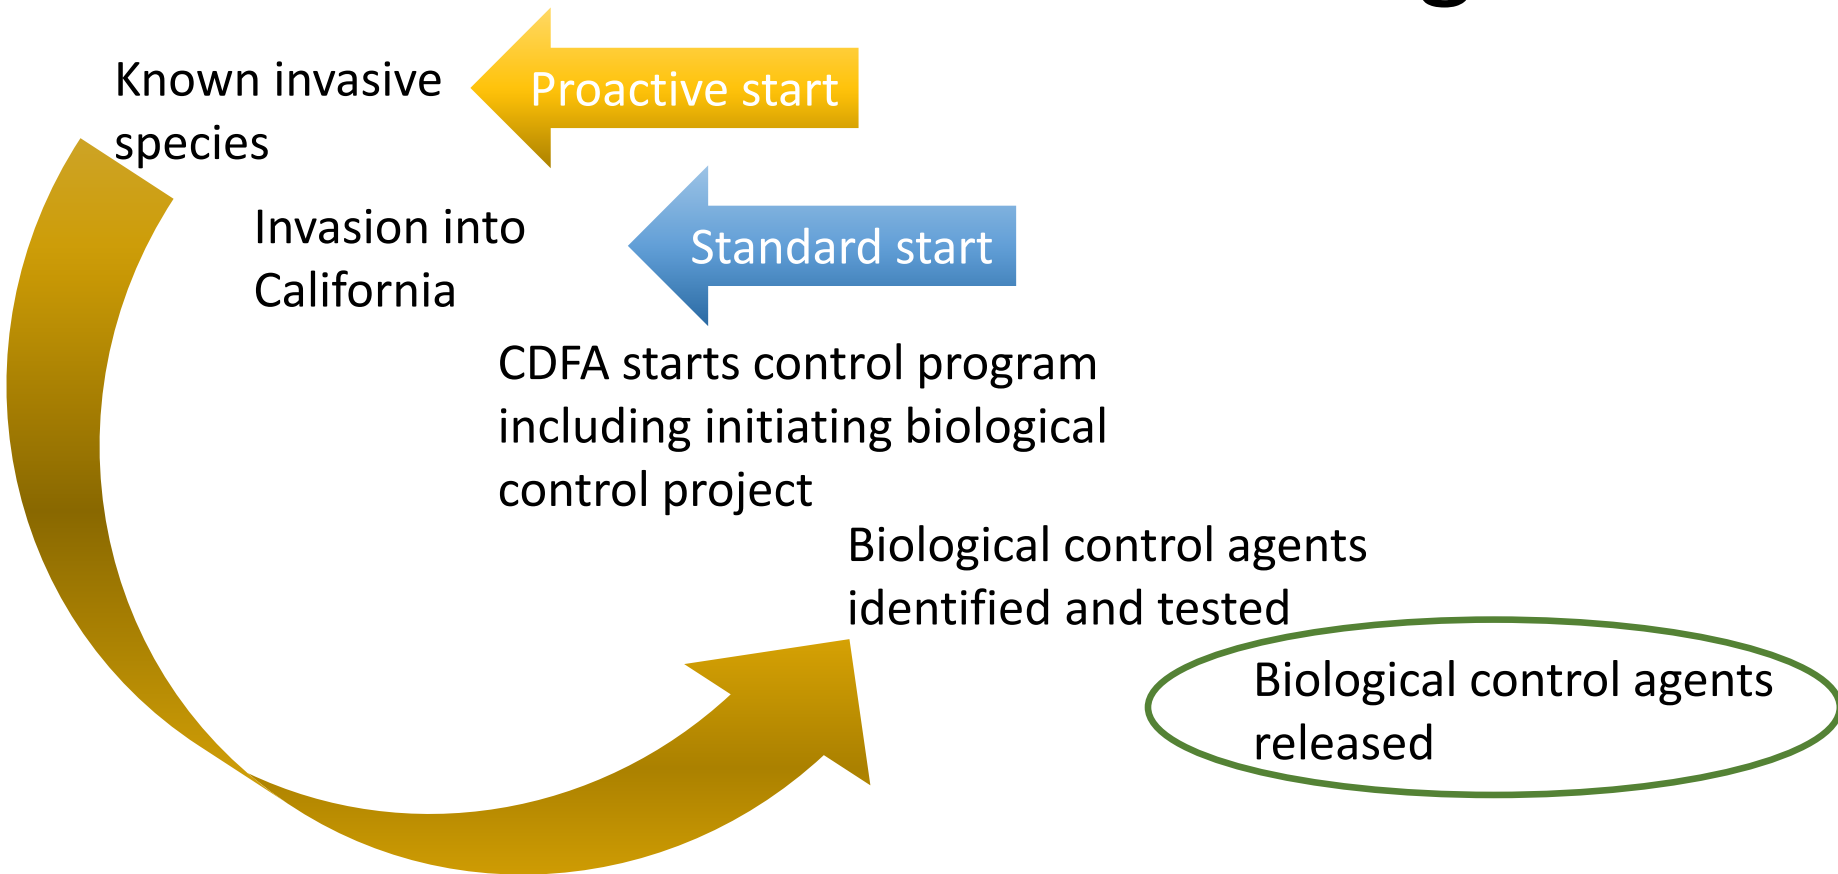 Known invasive
species
Proactive start
Invasion into
California
Standard start
CDFA starts control program
including initiating biological
control project
Biological control agents
identified and tested
Biological control agents
released